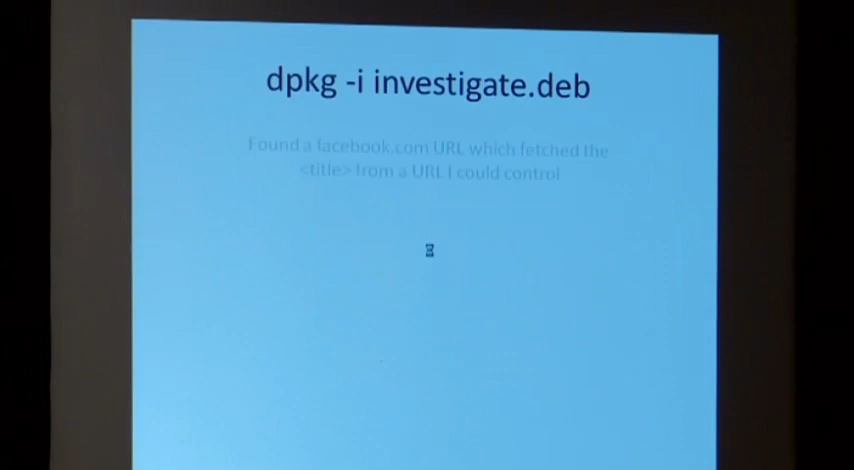 dpkg -i investigate.deb
Found a facebook.com URL which fetched the
<title> from a URL I could control